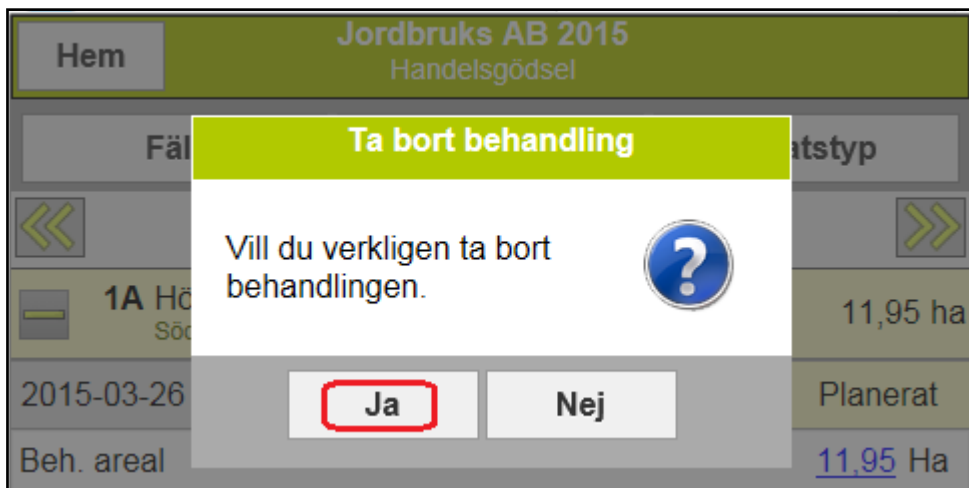 Hem
Jordbruks AB 2015
Handelsgödsel
Ta bort behandling
Vill du verkligen ta bort
behandlingen.
1A
11,95 ha
Ja
Nej
2015-03-26
Planerat
Beh. areal
11,95 Ha